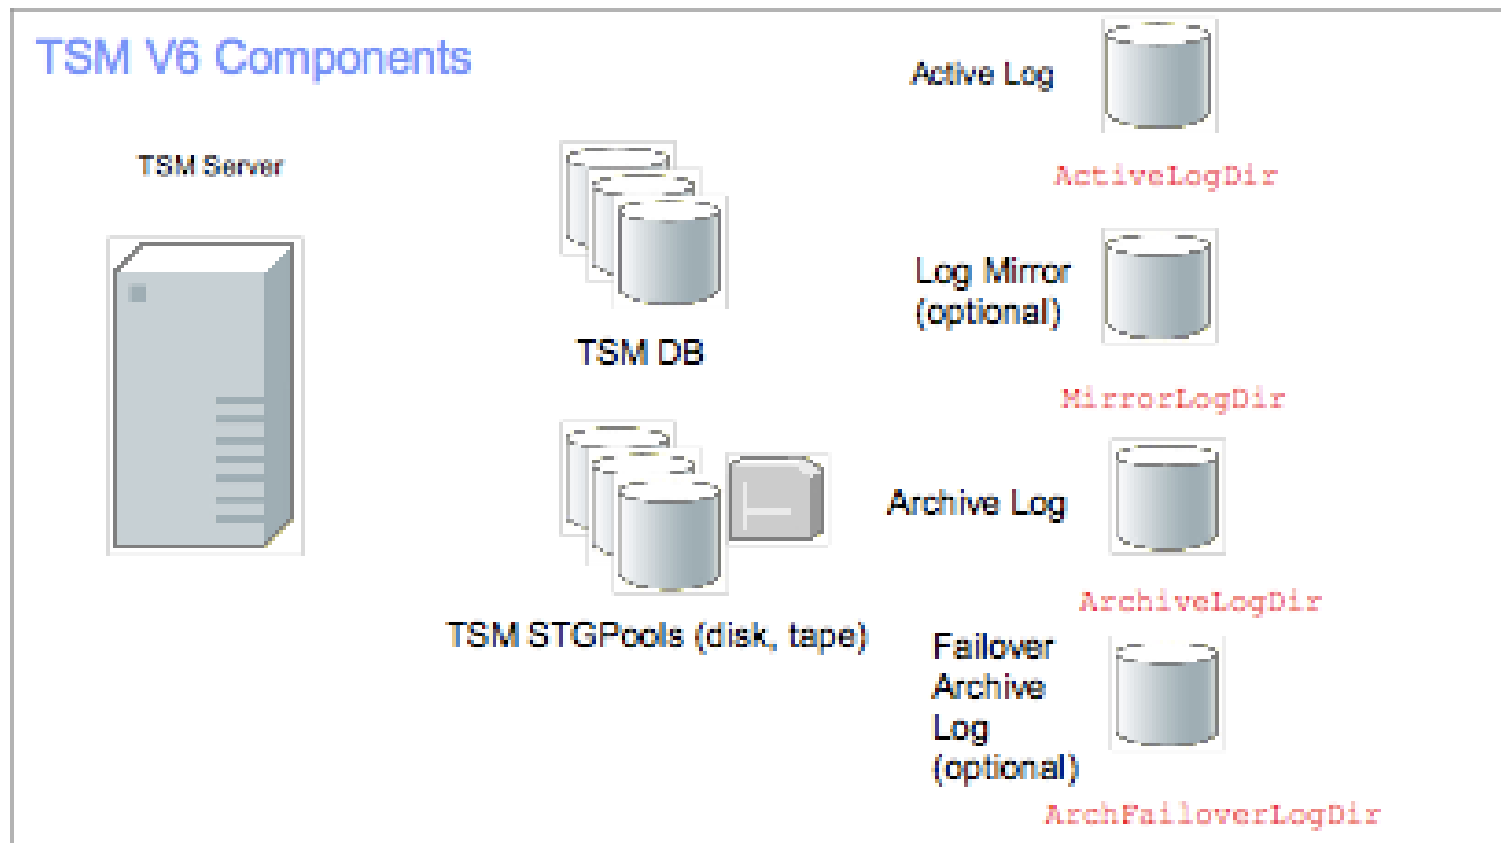 TSM V6 Components
TSM Server
TSM DB
TSM STGPools (disk, tape)
Active Log
ActiveLogDir
Log Mirror
(optional)
MirrorLogDir
Archive Log
ArchiveLogDir
Failover
Archive
Log
(optional)
ArchFailoverLogDir